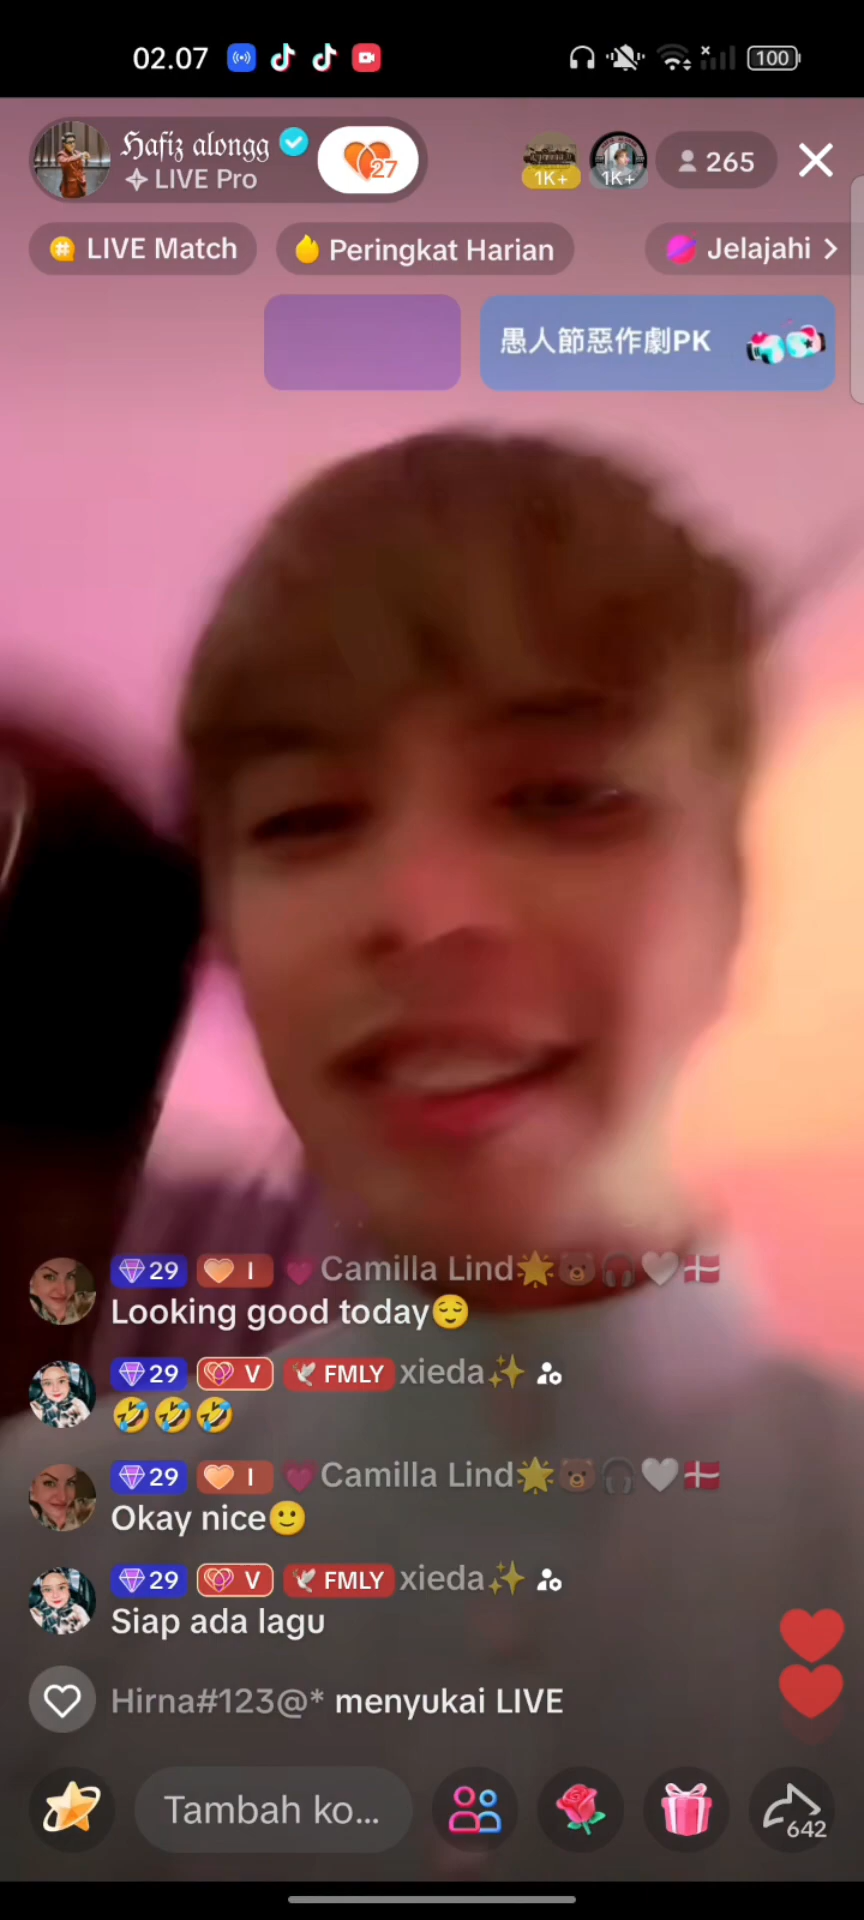 02.07
100
Hafiz alongg
LIVE Pro
27
1K+
1K+
265
LIVE Match
Peringkat Harian
Jelajahi >
愚人節惡作劇PK
29 I 💗Camilla Lind🌟🐻🎧🤍🇩🇰
Looking good today😌
29 V FMLY xieda✨
🤣🤣🤣
29 I 💗Camilla Lind🌟🐻🎧🤍🇩🇰
Okay nice🙂
29 V FMLY xieda✨
Siap ada lagu
Hirna#123@* menyukai LIVE
Tambah ko...
642